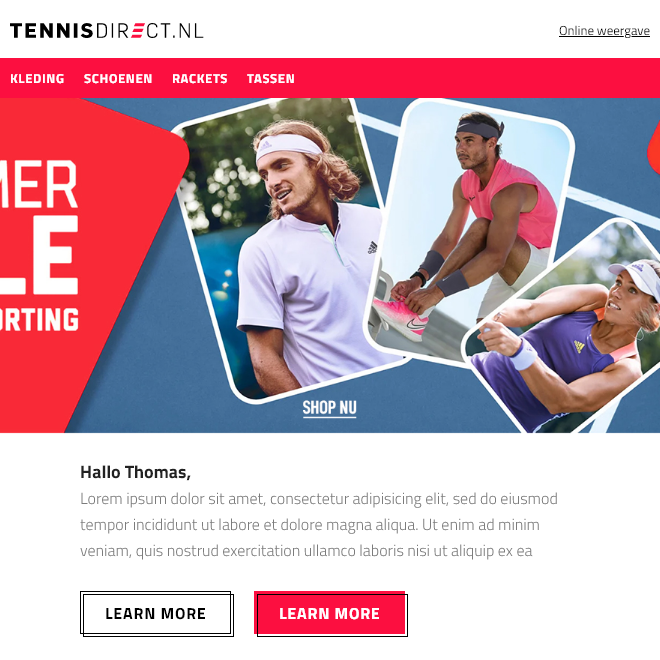 TENNISDIRECT.NL
Online weergave
KLEDING SCHOENEN RACKETS TASSEN
MER
LE
ORTING
SHOP NU
Hallo Thomas,
Lorem ipsum dolor sit amet, consectetur adipisicing elit, sed do eiusmod
tempor incididunt ut labore et dolore magna aliqua. Ut enim ad minim
veniam, quis nostrud exercitation ullamco laboris nisi ut aliquip ex ea
LEARN MORE LEARN MORE